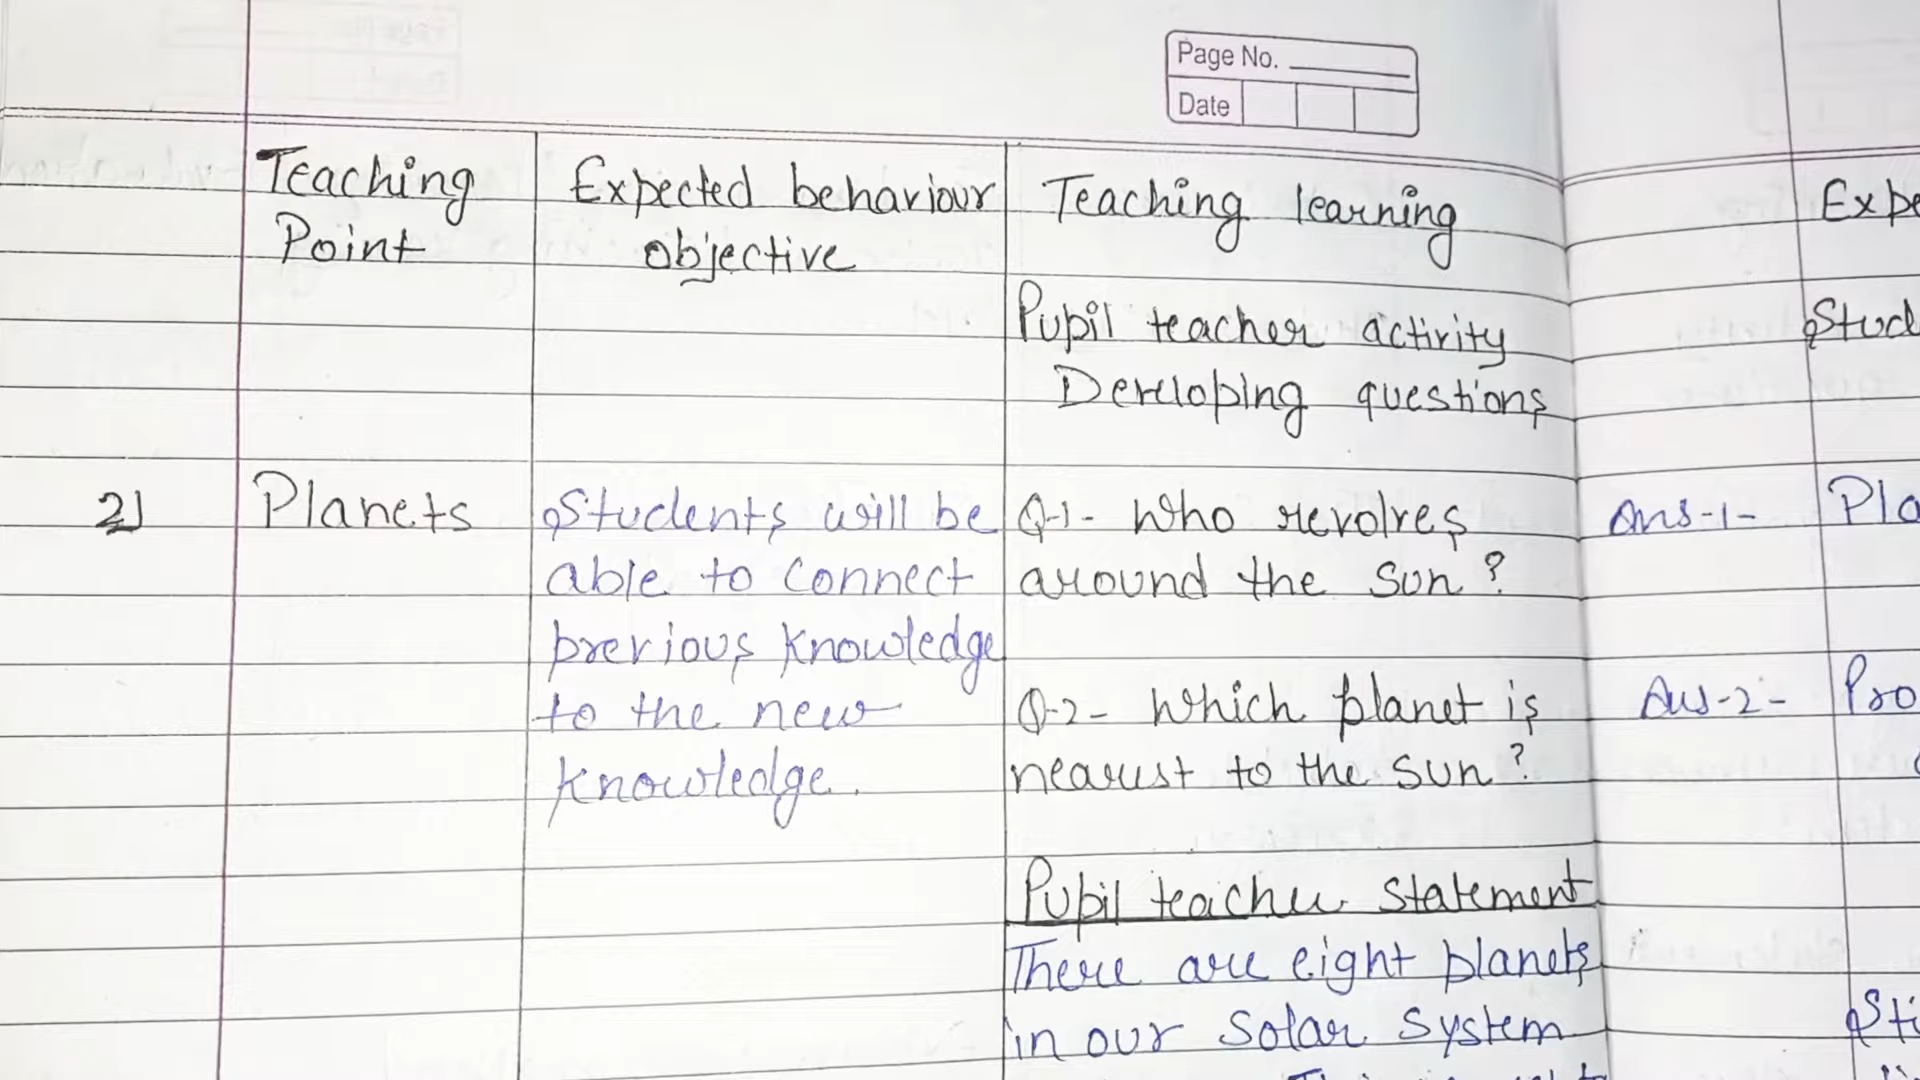 Page No.
Date
Teaching Point
Expected behaviour objective
Teaching learning
Pupil teacher activity
Developing questions
2) Planets
Students will be
able to connect
previous knowledge
to the new
knowledge.
Q-1- Who revolves
around the sun?
Q-2- Which planet is
nearest to the sun?
Pupil teacher statement
There are eight planets
in our solar system
Ans-1-
Ans-2-